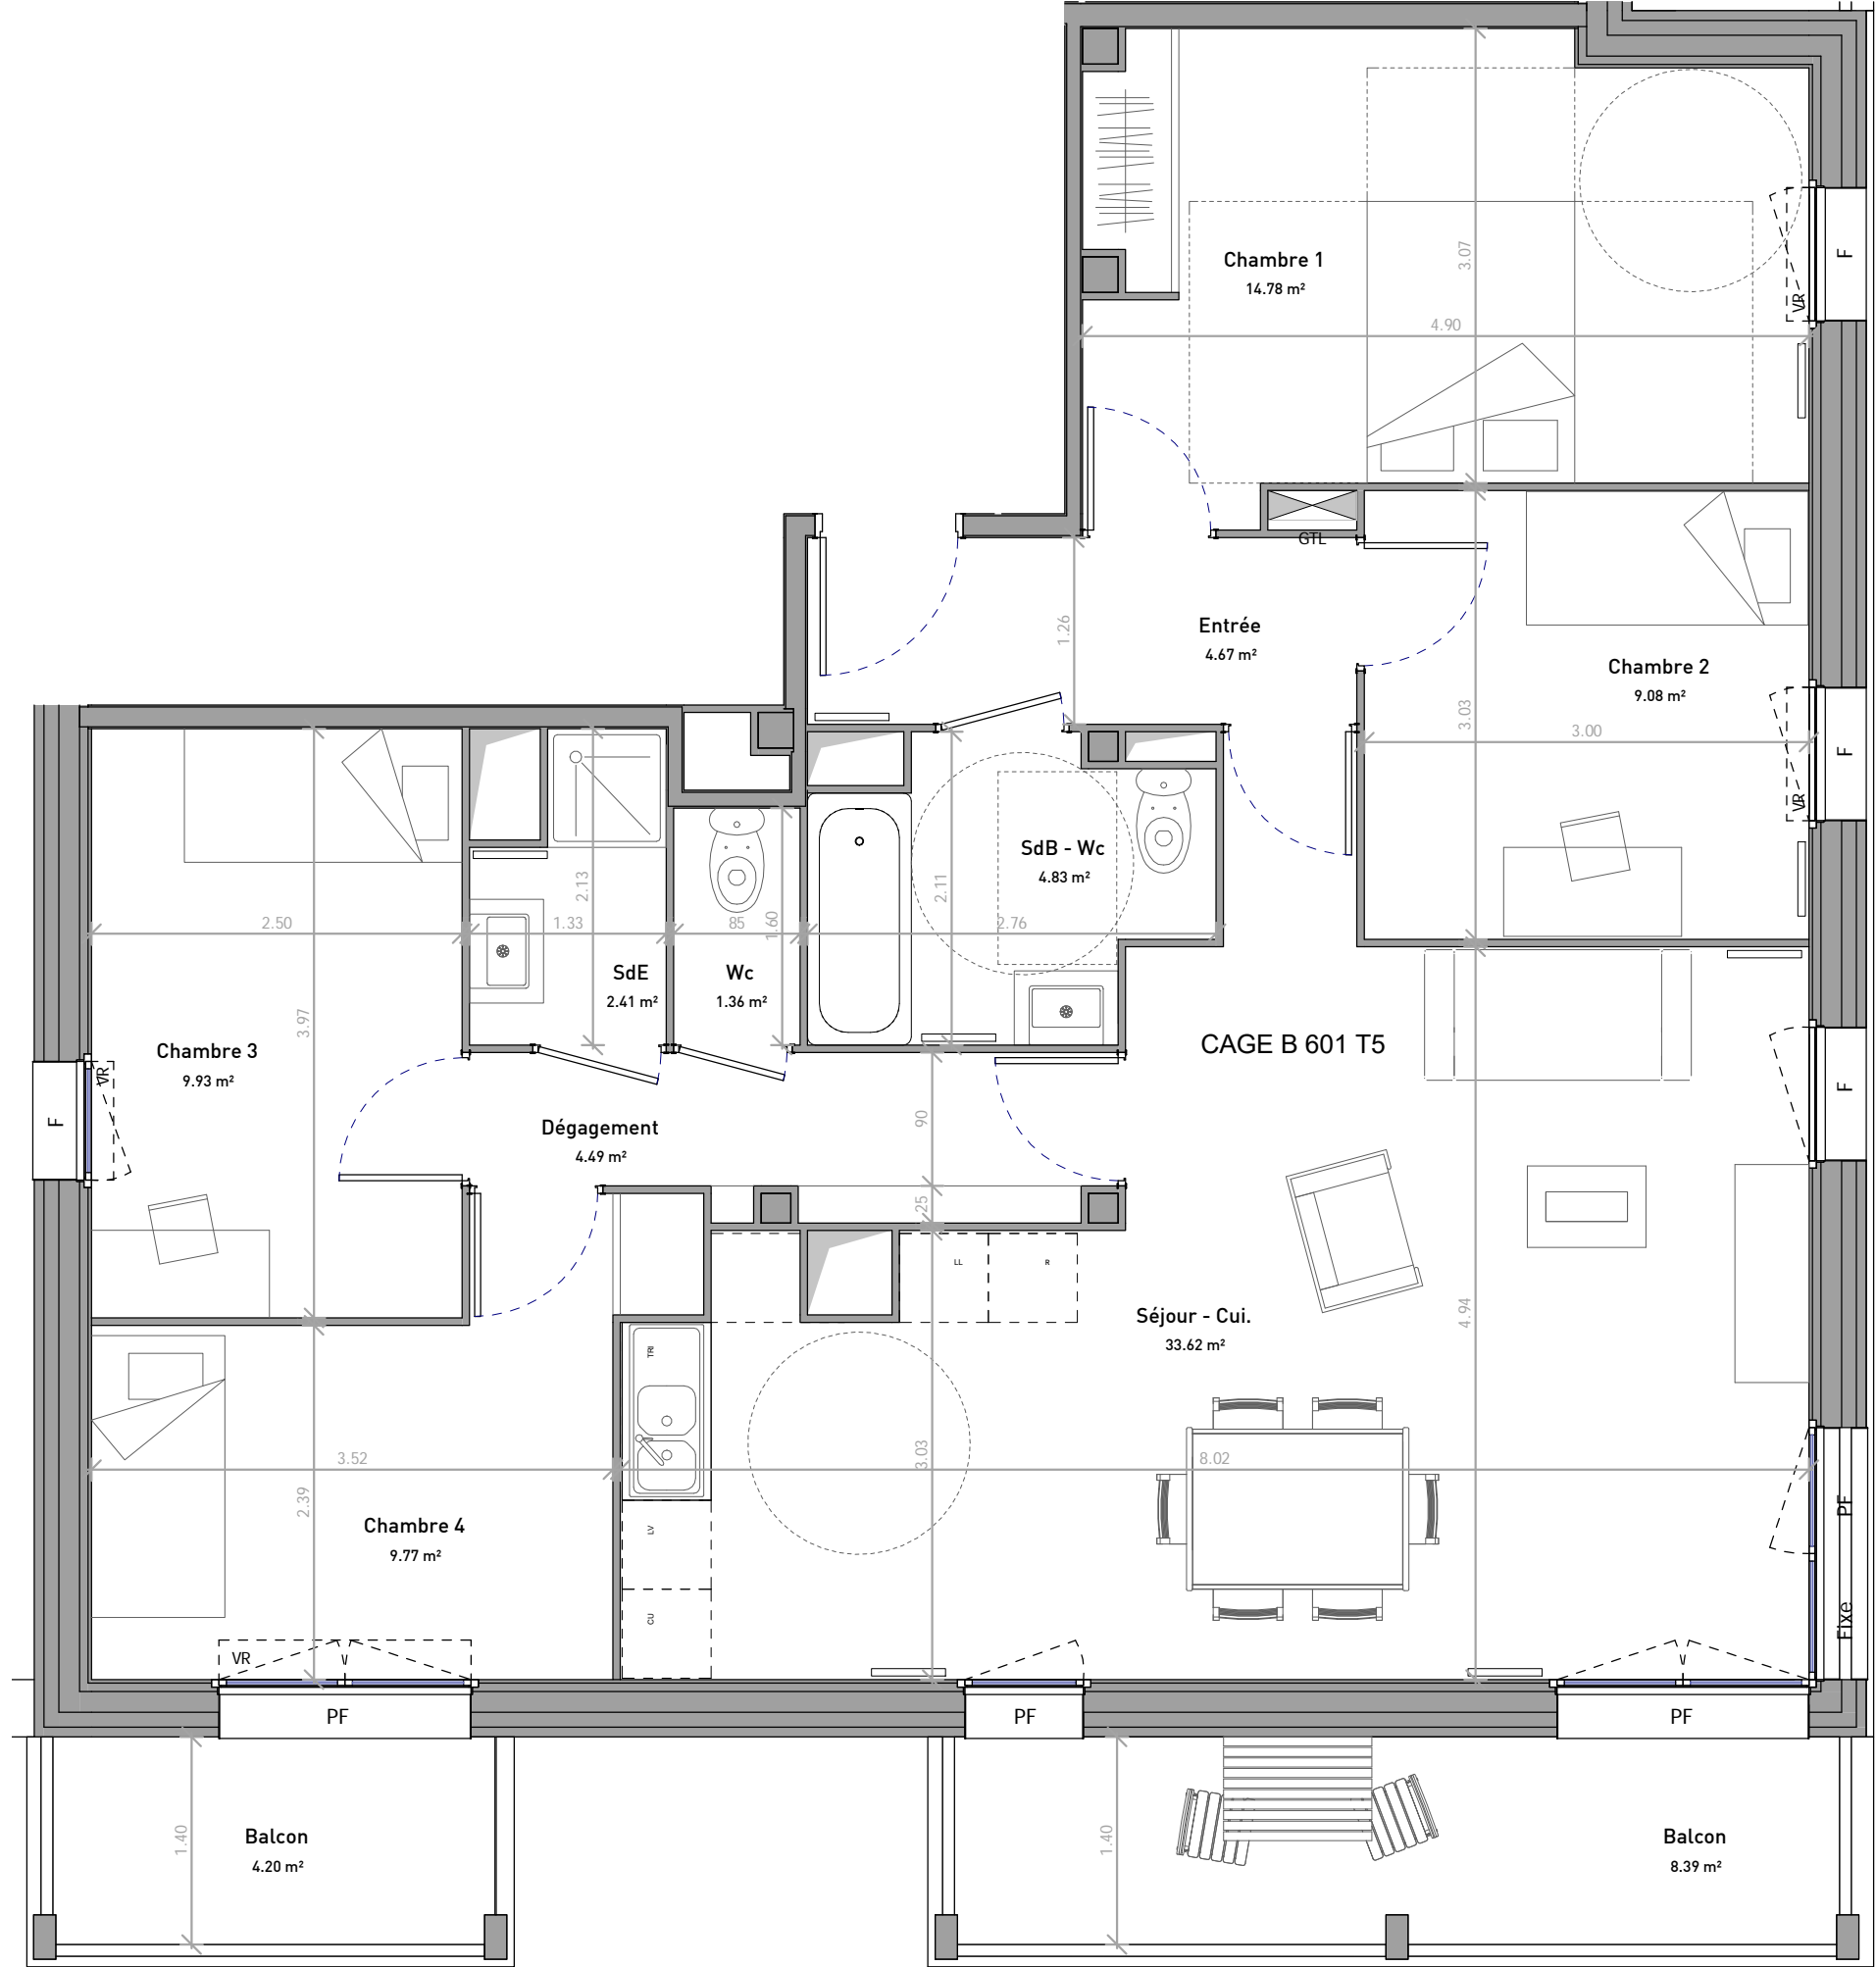 Chambre 1
14.78 m²
3.07
4.90
F
VR
GTL
Entrée
4.67 m²
1.26
Chambre 2
9.08 m²
3.03
3.00
F
VR
SdB - Wc
4.83 m²
2.11
2.76
2.13
1.33
85
1.60
2.50
SdE
2.41 m²
Wc
1.36 m²
3.97
Chambre 3
9.93 m²
VR
F
CAGE B 601 T5
F
Dégagement
4.49 m²
90
25
LL
R
Séjour - Cui.
33.62 m²
4.94
TRI
3.52
3.03
8.02
2.39
Chambre 4
9.77 m²
LV
CU
PF
Fixe
VR
PF
PF
PF
1.40
Balcon
4.20 m²
1.40
Balcon
8.39 m²